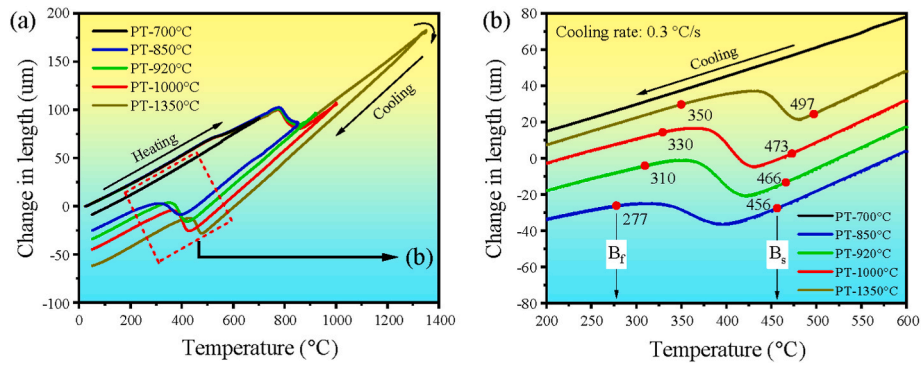 (a)
200
150
100
50
0
-50
-100
Change in length (um)
PT-700°C
PT-850°C
PT-920°C
PT-1000°C
PT-1350°C
Heating
Cooling
(b)
0 200 400 600 800 1000 1200 1400
Temperature (°C)
(b)
80
60
40
20
0
-20
-40
-60
-80
Change in length (um)
Cooling rate: 0.3 °C/s
Cooling
350
497
330
473
310
466
277
456
Bf
Bs
PT-700°C
PT-850°C
PT-920°C
PT-1000°C
PT-1350°C
200 250 300 350 400 450 500 550 600
Temperature (°C)